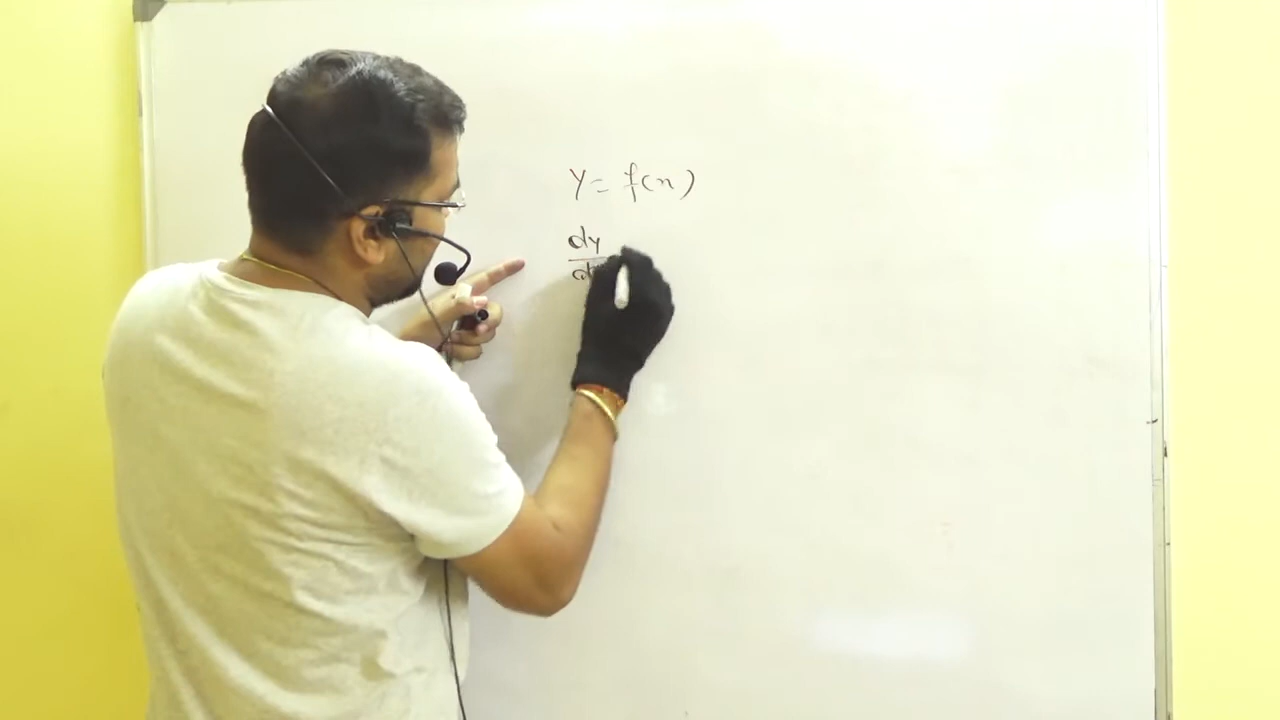 y = f(x)
dy